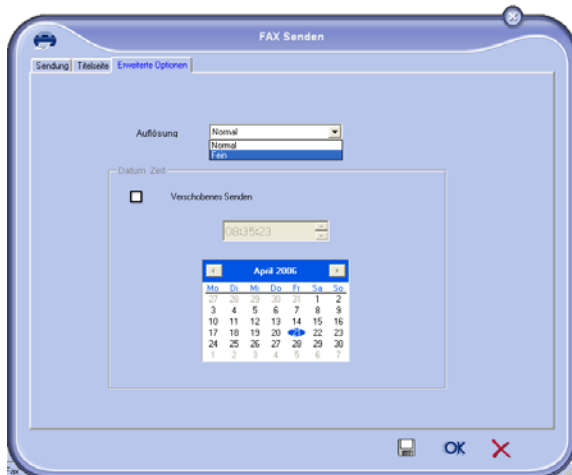 FAX Senden
Sendung Titelseite Erweiterte Optionen
Auflösung Normal
Normal
Fein
Datum Zeit
Verschobenes Senden
08:35:23
April 2006
Mo Di Mi Do Fr Sa So
27 28 29 30 31 1 2
3 4 5 6 7 8 9
10 11 12 13 14 15 16
17 18 19 20 21 22 23
24 25 26 27 28 29 30
1 2 3 4 5 6 7
OK
Fax